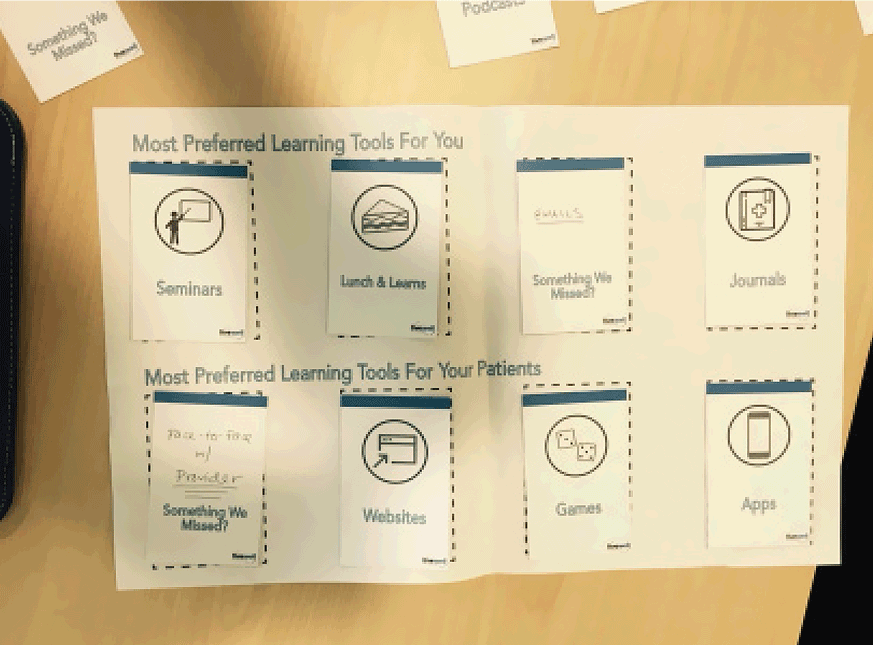 Something We
Missed?
Podcasts
Most Preferred Learning Tools For You
Seminars
Lunch & Learns
emails
Something We
Missed?
Journals
Most Preferred Learning Tools For Your Patients
Face-to-face
w/
Provider
Something We
Missed?
Websites
Games
Apps